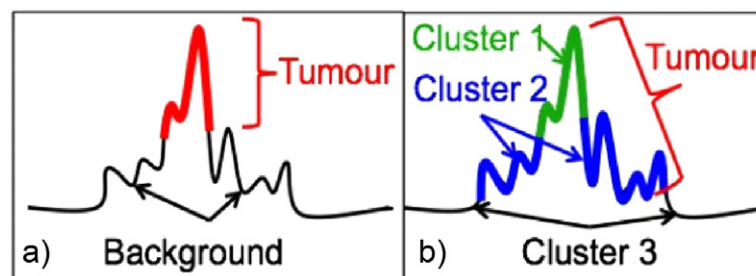 Tumour
a)
Background
Cluster 1
Cluster 2
Tumour
b)
Cluster 3